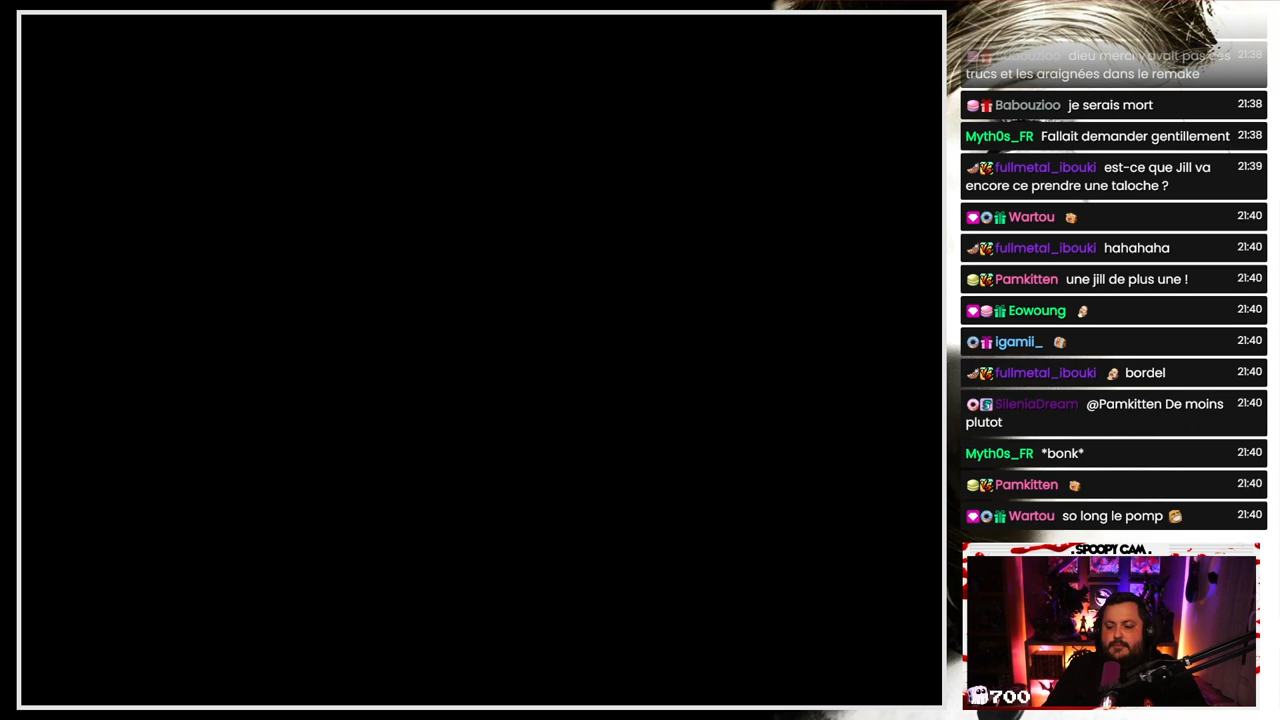 Babouzioo dieu merci y avait pas ces 21:38
trucs et les araignées dans le remake
Babouzioo je serais mort 21:38
Myth0s_FR Fallait demander gentillement 21:38
fullmetal_ibouki est-ce que Jill va 21:39
encore ce prendre une taloche ?
Wartou 21:40
fullmetal_ibouki hahahaha 21:40
Pamkitten une jill de plus une ! 21:40
Eowoung 21:40
igamii_ 21:40
fullmetal_ibouki bordel 21:40
SileniaDream @Pamkitten De moins 21:40
plutot
Myth0s_FR *bonk* 21:40
Pamkitten 21:40
Wartou so long le pomp 21:40
. SPOOPY CAM .
700